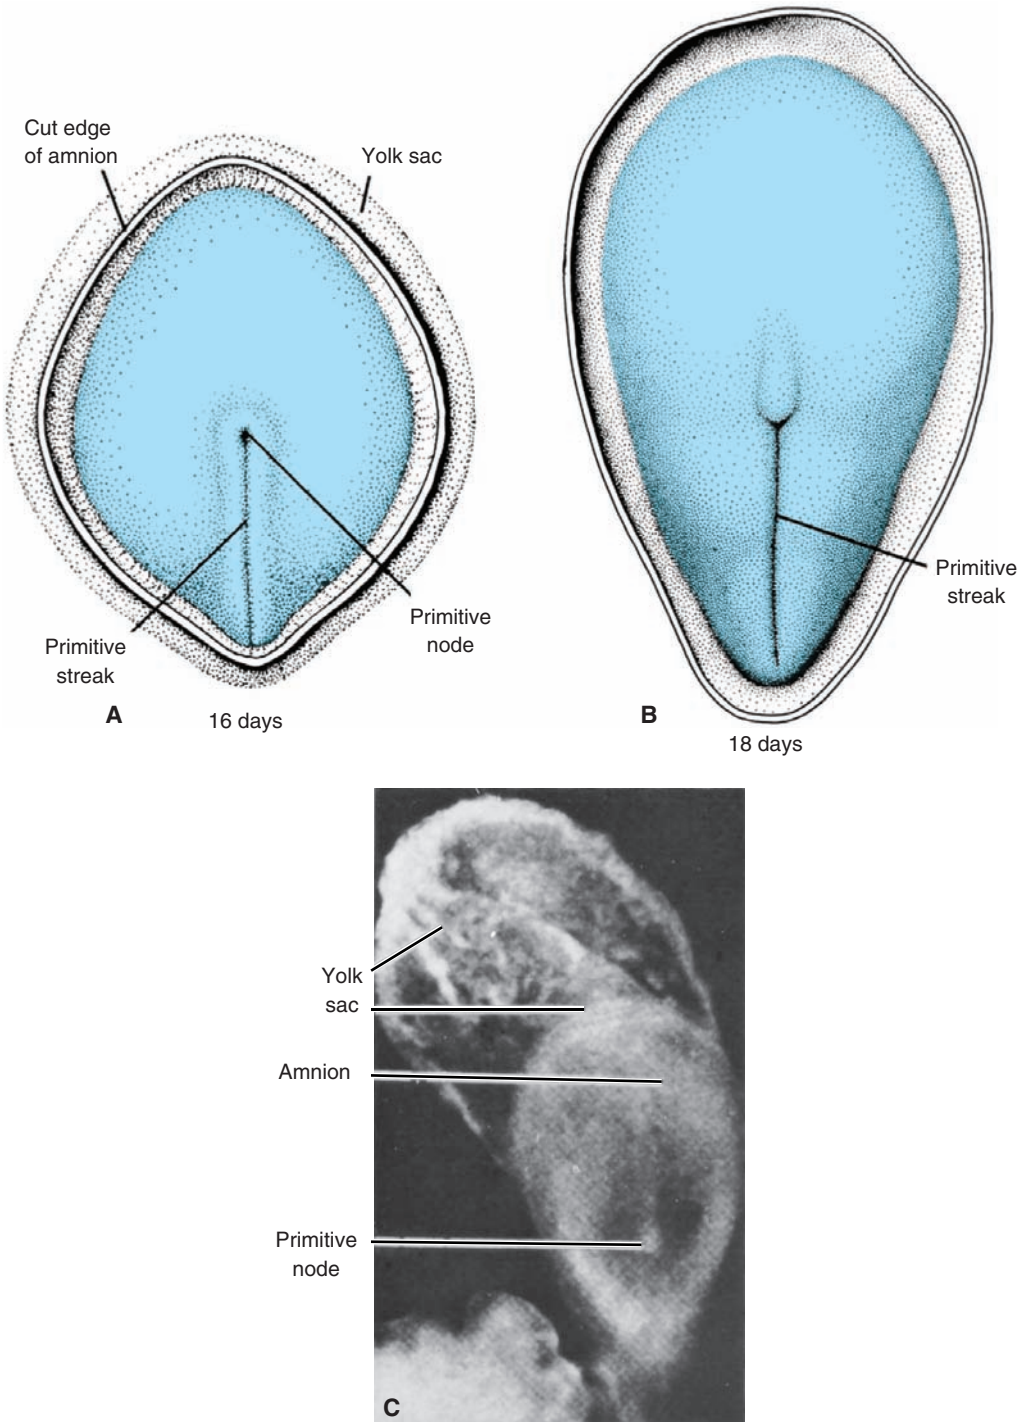 Cut edge
of amnion
Yolk sac
Primitive
streak
Primitive
node
A
16 days
Primitive
streak
B
18 days
Yolk
sac
Amnion
Primitive
node
C